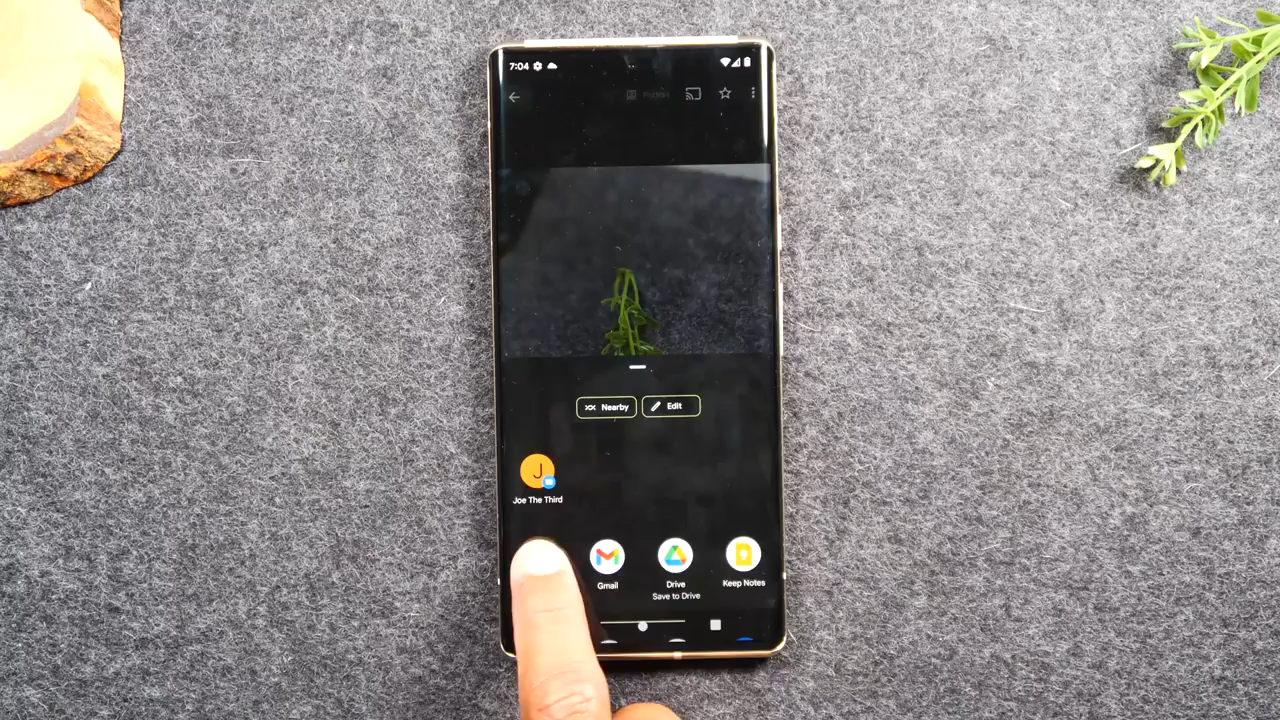 7:04
Nearby
Edit
J
Joe The Third
Gmail
Drive
Save to Drive
Keep Notes